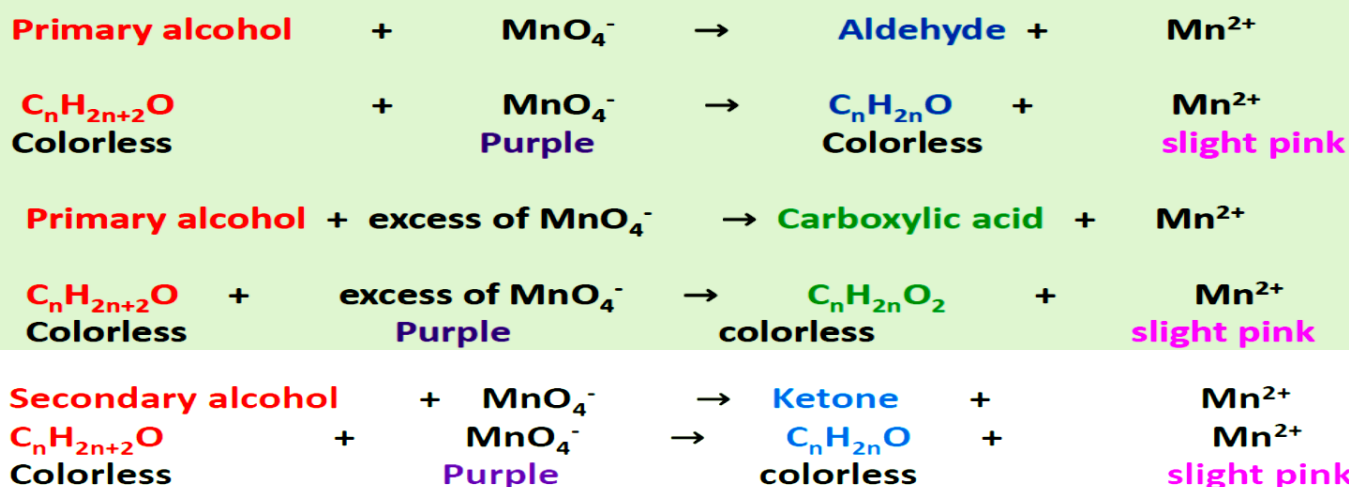 Primary alcohol + MnO₄⁻ → Aldehyde + Mn²⁺
CₙH₂ₙ₊₂O + MnO₄⁻ → CₙH₂ₙO + Mn²⁺
Colorless Purple Colorless slight pink
Primary alcohol + excess of MnO₄⁻ → Carboxylic acid + Mn²⁺
CₙH₂ₙ₊₂O + excess of MnO₄⁻ → CₙH₂ₙO₂ + Mn²⁺
Colorless Purple colorless slight pink
Secondary alcohol + MnO₄⁻ → Ketone + Mn²⁺
CₙH₂ₙ₊₂O + MnO₄⁻ → CₙH₂ₙO + Mn²⁺
Colorless Purple colorless slight pink